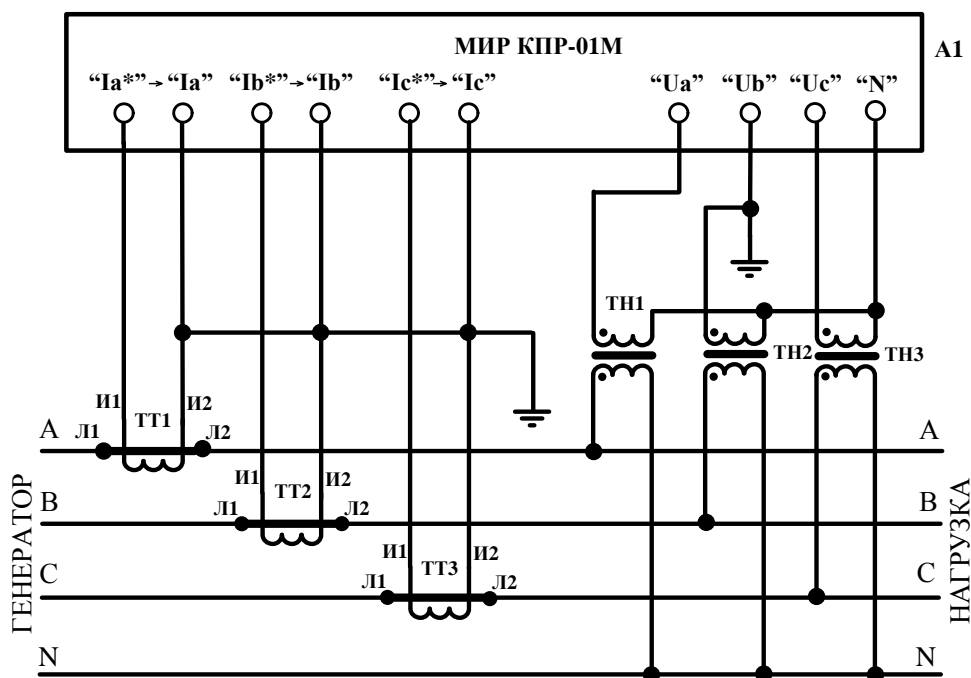 МИР КПР-01М
А1
“Ia*”→“Ia” “Ib*”→“Ib” “Ic*”→“Ic” “Ua” “Ub” “Uc” “N”
ТН1
ТН2
ТН3
И1 И2
ТТ1
A Л1 Л2 A
И1 И2
ТТ2
B Л1 Л2 B
И1 И2
ТТ3
C Л1 Л2 C
N N
ГЕНЕРАТОР
НАГРУЗКА